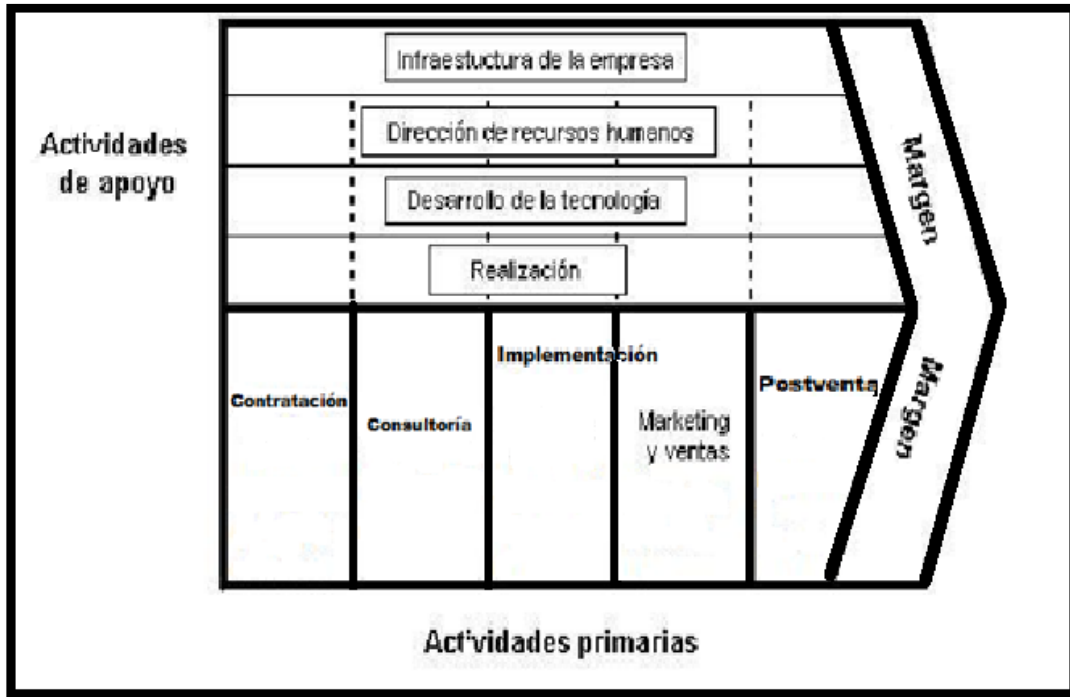 Infraestuctura de la empresa
Dirección de recursos humanos
Actividades
de apoyo
Desarrollo de la tecnología
Realización
Margen
Margen
Contratación
Consultoría
Implementación
Marketing
y ventas
Postventa
Actividades primarias